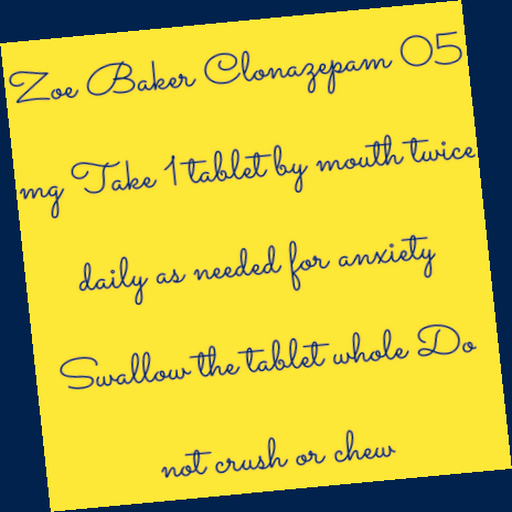 Zoe Baker Clonazepam 05
mg Take 1 tablet by mouth twice
daily as needed for anxiety
Swallow the tablet whole Do
not crush or chew